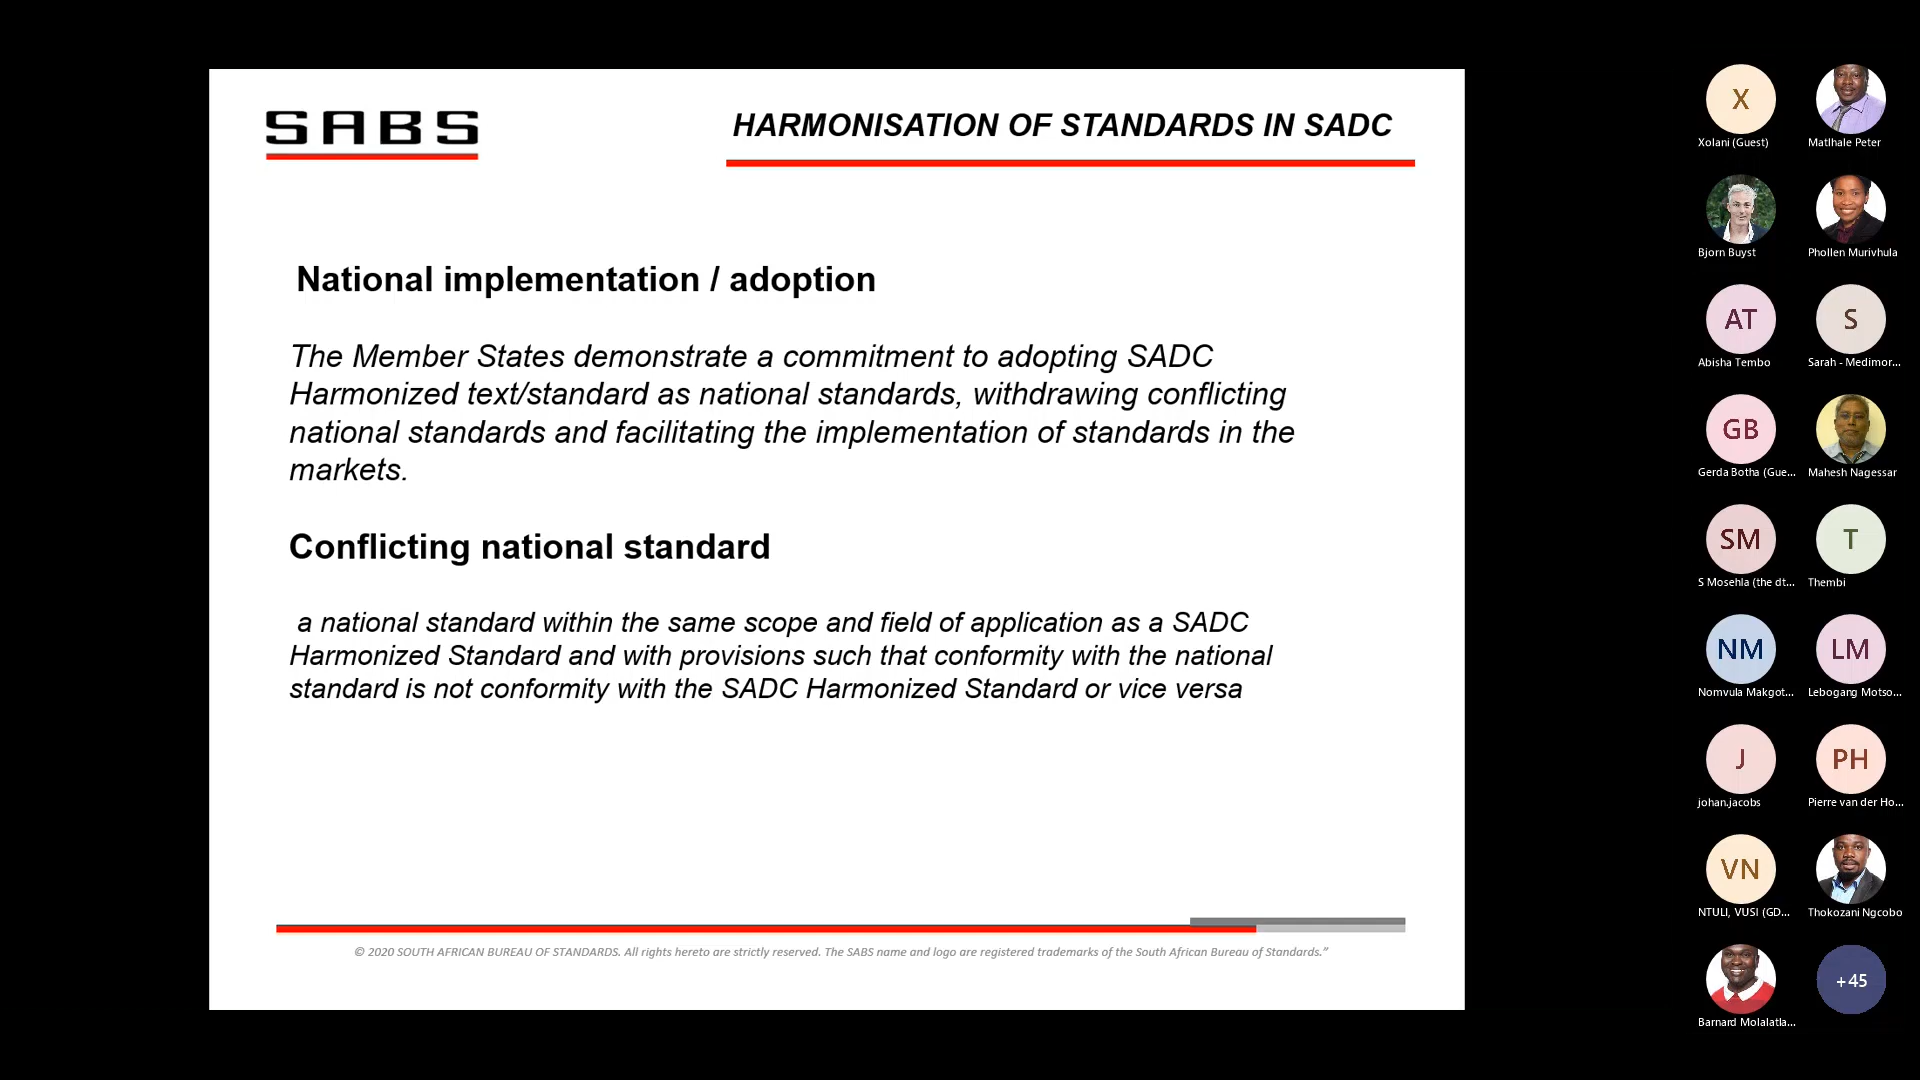 SABS
HARMONISATION OF STANDARDS IN SADC
National implementation / adoption
The Member States demonstrate a commitment to adopting SADC
Harmonized text/standard as national standards, withdrawing conflicting
national standards and facilitating the implementation of standards in the
markets.
Conflicting national standard
a national standard within the same scope and field of application as a SADC
Harmonized Standard and with provisions such that conformity with the national
standard is not conformity with the SADC Harmonized Standard or vice versa
© 2020 SOUTH AFRICAN BUREAU OF STANDARDS. All rights hereto are strictly reserved. The SABS name and logo are registered trademarks of the South African Bureau of Standards.”
X
Xolani (Guest)
Matlhale Peter
Bjorn Buyst
Phollen Murivhula
AT
S
Abisha Tembo
Sarah - Medimor...
GB
Gerda Botha (Gue...
Mahesh Nagessar
SM
T
S Mosehla (the dt...
Thembi
NM
LM
Nomvula Makgot...
Lebogang Motso...
J
PH
johan.jacobs
Pierre van der Ho...
VN
NTULI, VUSI (GD...
Thokozani Ngcobo
+45
Barnard Molalatla...